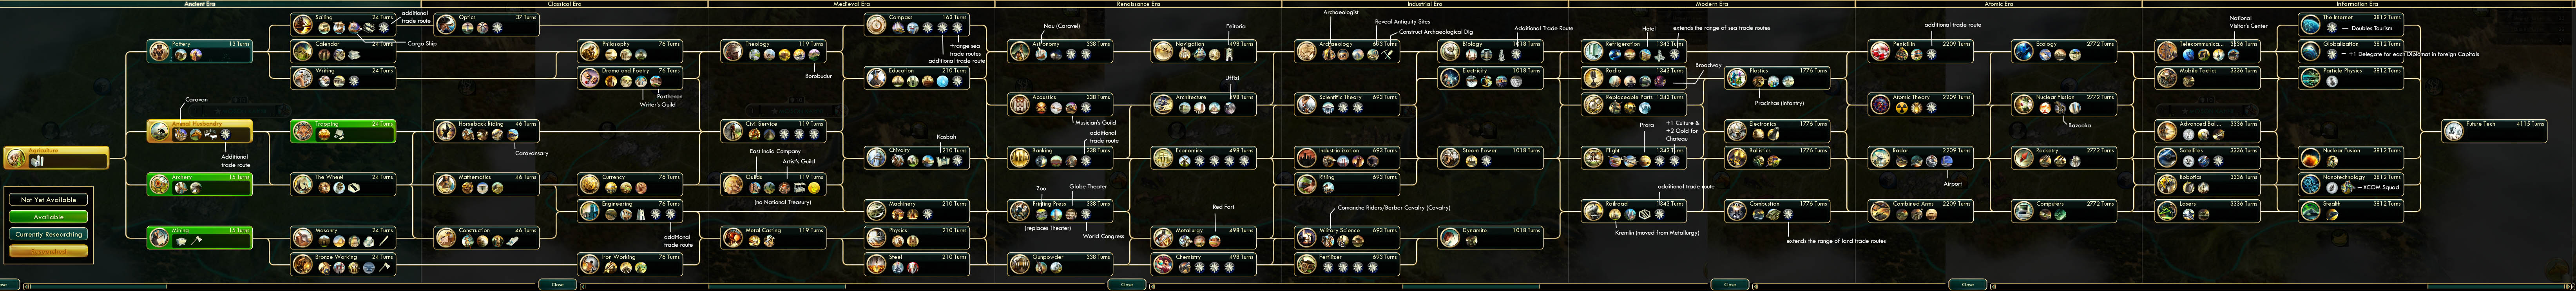 Ancient Era
Classical Era
Medieval Era
Renaissance Era
Industrial Era
Modern Era
Atomic Era
Information Era
Agriculture
Pottery 13 Turns
Animal Husbandry
Archery 13 Turns
Mining 15 Turns
Caravan
Additional
trade route
Not Yet Available
Available
Currently Researching
Sailing 24 Turns
additional
trade route
Cargo Ship
Calendar 24 Turns
Writing 24 Turns
Trapping 24 Turns
The Wheel 24 Turns
Masonry 24 Turns
Bronze Working 24 Turns
Optics 37 Turns
Horseback Riding 46 Turns
Caravansary
Mathematics 46 Turns
Construction 46 Turns
Philosophy 76 Turns
Drama and Poetry 76 Turns
Parthenon
Writer's Guild
Currency 76 Turns
Engineering 76 Turns
additional
trade route
Iron Working 76 Turns
Theology 119 Turns
Borobudur
Civil Service 119 Turns
East India Company
Artist's Guild
Guilds 119 Turns
(no National Treasury)
Metal Casting 119 Turns
Compass 163 Turns
+range sea
trade routes
additional trade route
Education 210 Turns
Kasbah
Chivalry 210 Turns
Machinery 210 Turns
Physics 210 Turns
Steel 210 Turns
Nau (Caravel)
Astronomy 338 Turns
Acoustics 338 Turns
Musician's Guild
additional
trade route
Banking 338 Turns
Zoo
Globe Theater
Printing Press 338 Turns
(replaces Theater)
World Congress
Gunpowder 338 Turns
Feitoria
Navigation 498 Turns
Uffizi
Architecture 498 Turns
Economics 498 Turns
Red Fort
Metallurgy 498 Turns
Chemistry 498 Turns
Archaeologist
Reveal Antiquity Sites
Construct Archaeological Dig
Archaeology 693 Turns
Scientific Theory 693 Turns
Industrialization 693 Turns
Rifling 693 Turns
Comanche Riders/Berber Cavalry (Cavalry)
Military Science 693 Turns
Fertilizer 693 Turns
Additional Trade Route
Biology 1018 Turns
Electricity 1018 Turns
Steam Power 1018 Turns
Dynamite 1018 Turns
Hotel
extends the range of sea trade routes
Refrigeration 1343 Turns
Broadway
Radio 1343 Turns
Replaceable Parts 1343 Turns
Prora
+1 Culture &
+2 Gold for
Chateau
Flight 1343 Turns
additional trade route
Railroad 1343 Turns
Kremlin (moved from Metallurgy)
Plastics 1776 Turns
Pracinhas (Infantry)
Electronics 1776 Turns
Ballistics 1776 Turns
Combustion 1776 Turns
extends the range of land trade routes
additional trade route
Penicillin 2209 Turns
Atomic Theory 2209 Turns
Radar 2209 Turns
Airport
Combined Arms 2209 Turns
Ecology 2772 Turns
Nuclear Fission 2772 Turns
Bazooka
Rocketry 2772 Turns
Computers 2772 Turns
National
Visitor's Center
Telecommunica... 3336 Turns
Mobile Tactics 3336 Turns
Advanced Ball... 3336 Turns
Satellites 3336 Turns
Robotics 3336 Turns
Lasers 3336 Turns
The Internet 3812 Turns
Doubles Tourism
Globalization 3812 Turns
+1 Delegate for each Diplomat in foreign Capitals
Particle Physics 3812 Turns
Nuclear Fusion 3812 Turns
Nanotechnology 3812 Turns
XCOM Squad
Stealth 3812 Turns
Future Tech 4115 Turns
Close
Close
Close
Close